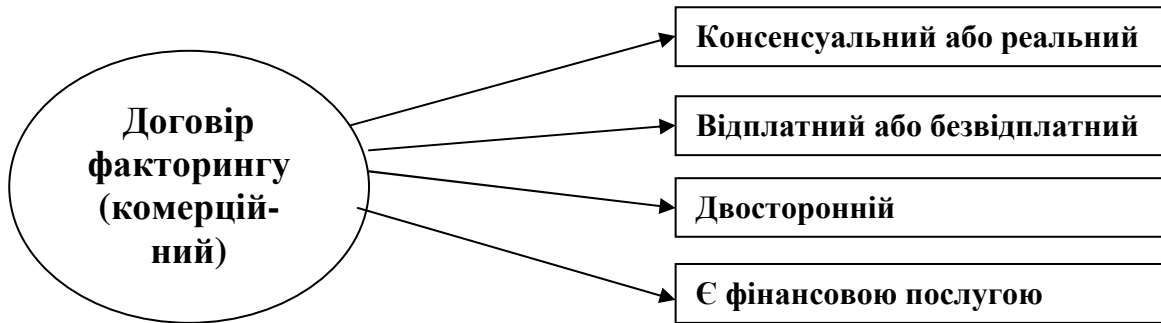 Договір
факторингу
(комерцій-
ний)
Консенсуальний або реальний
Відплатний або безвідплатний
Двосторонній
Є фінансовою послугою